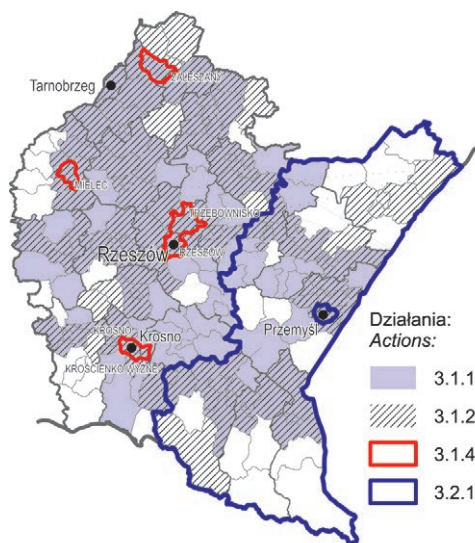 ZALESZANY
Tarnobrzeg
MIELEC
TRZEBOWNISKO
Rzeszów
RZESZÓW
Przemyśl
KROSNO
Krosno
KROŚCIENKO WYŻNE
Działania:
Actions:
3.1.1
3.1.2
3.1.4
3.2.1